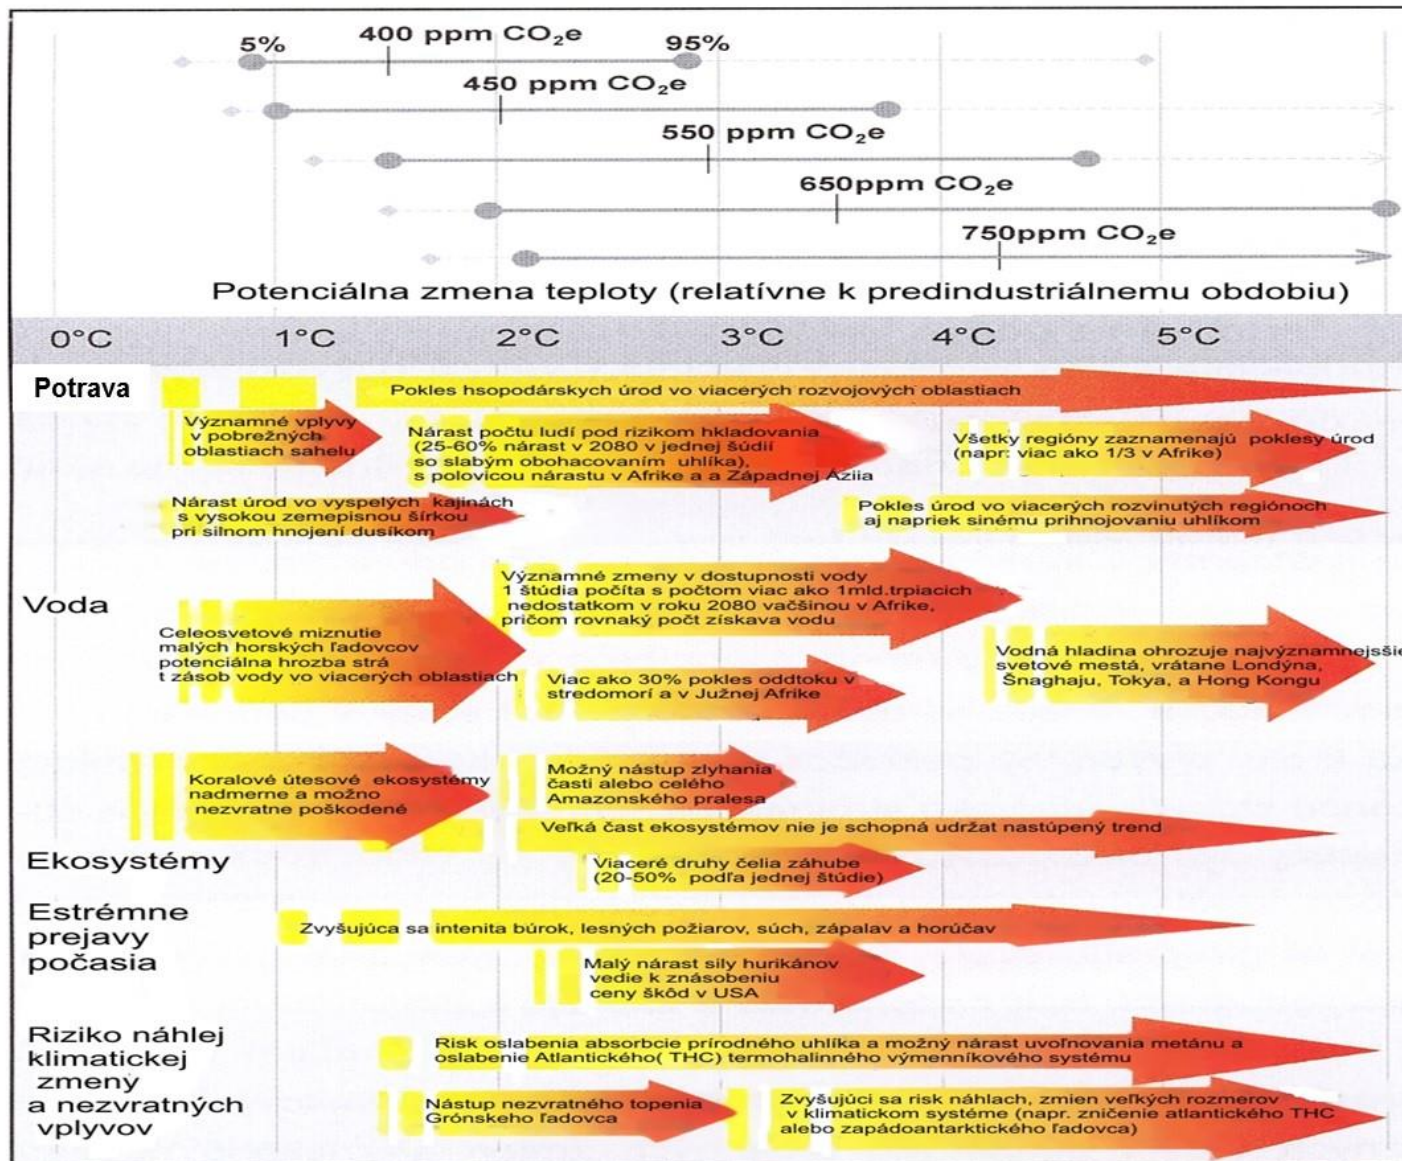 5%
400 ppm CO₂e
95%
450 ppm CO₂e
550 ppm CO₂e
650ppm CO₂e
750ppm CO₂e
Potenciálna zmena teploty (relatívne k predindustriálnemu obdobiu)
0°C 1°C 2°C 3°C 4°C 5°C
Potrava
Pokles hsopodárskych úrod vo viacerých rozvojových oblastiach
Významné vplyvy
v pobrežných
oblastiach sahelu
Nárast počtu ludí pod rizikom hkladovania
(25-60% nárast v 2080 v jednej šúdií
so slabým obohacovaním uhlíka),
s polovicou nárastu v Afrike a a Západnej Ázii
Všetky regióny zaznamenajú poklesy úrod
(napr: viac ako 1/3 v Afrike)
Nárast úrod vo vyspelých kajinách
s vysokou zemepisnou šírkou
pri silnom hnojení dusíkom
Pokles úrod vo viacerých rozvinutých regiónoch
aj napriek sinému prihnojovaniu uhlíkom
Voda
Celeosvetové miznutie
malých horských ľadovcov
potenciálna hrozba strá
t zásob vody vo viacerých oblastiach
Významné zmeny v dostupnosti vody
1 štúdia počíta s počtom viac ako 1mld.trpiacich
nedostatkom v roku 2080 vačšinou v Afrike,
pričom rovnaký počt získava vodu
Viac ako 30% pokles oddtoku v
stredomorí a v Južnej Afrike
Vodná hladina ohrozuje najvýznamnejsšie
svetové mestá, vrátane Londýna,
Šnaghaju, Tokya, a Hong Kongu
Koralové útesové ekosystémy
nadmerne a možno
nezvratne poškodené
Možný nástup zlyhania
časti alebo celého
Amazonského pralesa
Veľká čast ekosystémov nie je schopná udržat nastúpený trend
Ekosystémy
Viaceré druhy čelia záhube
(20-50% podľa jednej štúdie)
Estrémne
prejavy
počasia
Zvyšujúca sa intenita búrok, lesných požiarov, súch, zápalav a horúčav
Malý nárast sily hurikánov
vedie k znásobeniu
ceny škôd v USA
Riziko náhlej
klimatickej
zmený
a nezvratných
vplyvov
Risk oslabenia absorbcie prírodného uhlíka a možný nárast uvoľnovania metánu a
oslabenie Atlantického( THC) termohalinného výmenníkového systému
Nástup nezvratného topenia
Grónskeho ľadovca
Zvyšujúci sa risk náhlach, zmien veľkých rozmerov
v klimatickom systéme (napr. zničenie atlantického THC
alebo zapádoantarktického ľadovca)